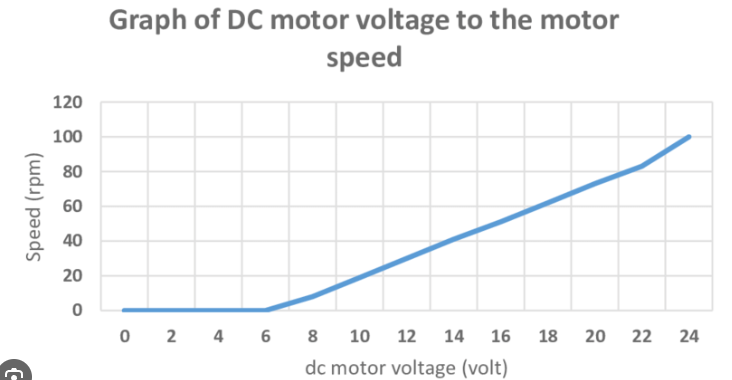 Graph of DC motor voltage to the motor
speed
120
100
80
60
40
20
0
Speed (rpm)
0 2 4 6 8 10 12 14 16 18 20 22 24
dc motor voltage (volt)